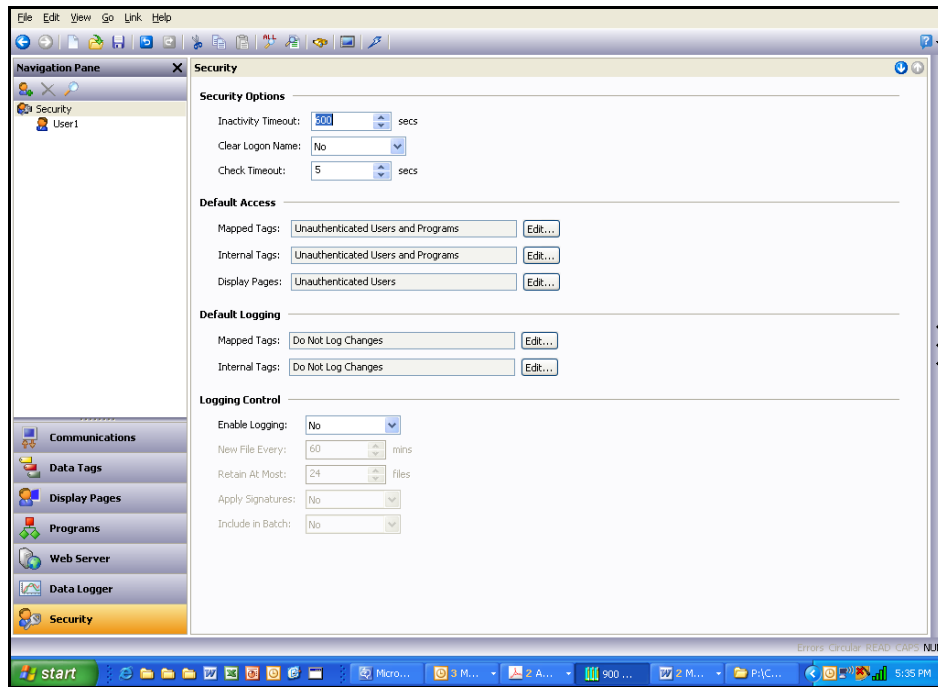 File Edit View Go Link Help
Navigation Pane
Security
User1
Communications
Data Tags
Display Pages
Programs
Web Server
Data Logger
Security
Security
Security Options
Inactivity Timeout: 600 secs
Clear Logon Name: No
Check Timeout: 5 secs
Default Access
Mapped Tags: Unauthenticated Users and Programs Edit...
Internal Tags: Unauthenticated Users and Programs Edit...
Display Pages: Unauthenticated Users Edit...
Default Logging
Mapped Tags: Do Not Log Changes Edit...
Internal Tags: Do Not Log Changes Edit...
Logging Control
Enable Logging: No
New File Every: 60 mins
Retain At Most: 24 files
Apply Signatures: No
Include in Batch: No
Errors Circular READ CAPS NU
start Micro... 3 M... 2 A... 900 ... 2 M... P:\C... 5:35 PM